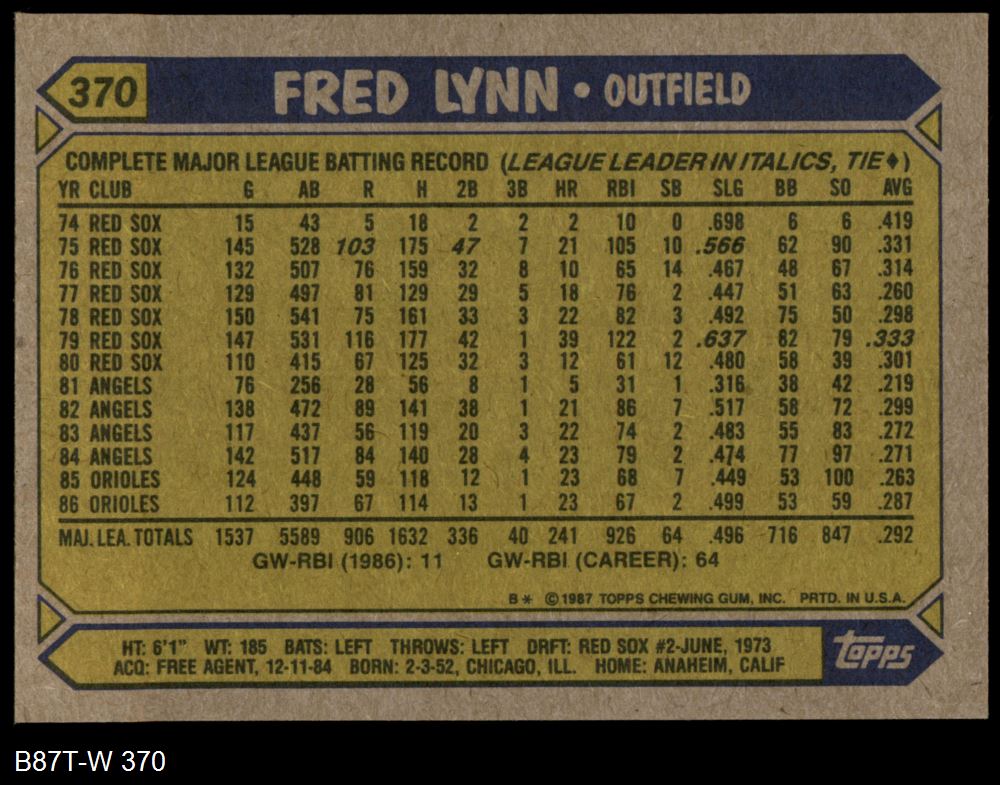 370 FRED LYNN • OUTFIELD
COMPLETE MAJOR LEAGUE BATTING RECORD (LEAGUE LEADER IN ITALICS, TIE♦)
YR CLUB G AB R H 2B 3B HR RBI SB SLG BB SO AVG
74 RED SOX 15 43 5 18 2 2 2 10 0 .698 6 6 .419
75 RED SOX 145 528 103 175 47 7 21 105 10 .566 62 90 .331
76 RED SOX 132 507 76 159 32 8 10 65 14 .467 48 67 .314
77 RED SOX 129 497 81 129 29 5 18 76 2 .447 51 63 .260
78 RED SOX 150 541 75 161 33 3 22 82 3 .492 75 50 .298
79 RED SOX 147 531 116 177 42 1 39 122 2 .637 82 79 .333
80 RED SOX 110 415 67 125 32 3 12 61 12 .480 58 39 .301
81 ANGELS 76 256 28 56 8 1 5 31 1 .316 38 42 .219
82 ANGELS 138 472 89 141 38 1 21 86 7 .517 58 72 .299
83 ANGELS 117 437 56 119 20 3 22 74 2 .483 55 83 .272
84 ANGELS 142 517 84 140 28 4 23 79 2 .474 77 97 .271
85 ORIOLES 124 448 59 118 12 1 23 68 7 .449 53 100 .263
86 ORIOLES 112 397 67 114 13 1 23 67 2 .499 53 59 .287
MAJ. LEA. TOTALS 1537 5589 906 1632 336 40 241 926 64 .496 716 847 .292
GW-RBI (1986): 11 GW-RBI (CAREER): 64
B* ©1987 TOPPS CHEWING GUM, INC. PRTD. IN U.S.A.
HT: 6'1" WT: 185 BATS: LEFT THROWS: LEFT DRFT: RED SOX #2-JUNE, 1973
ACQ: FREE AGENT, 12-11-84 BORN: 2-3-52, CHICAGO, ILL. HOME: ANAHEIM, CALIF
topps
B87T-W 370